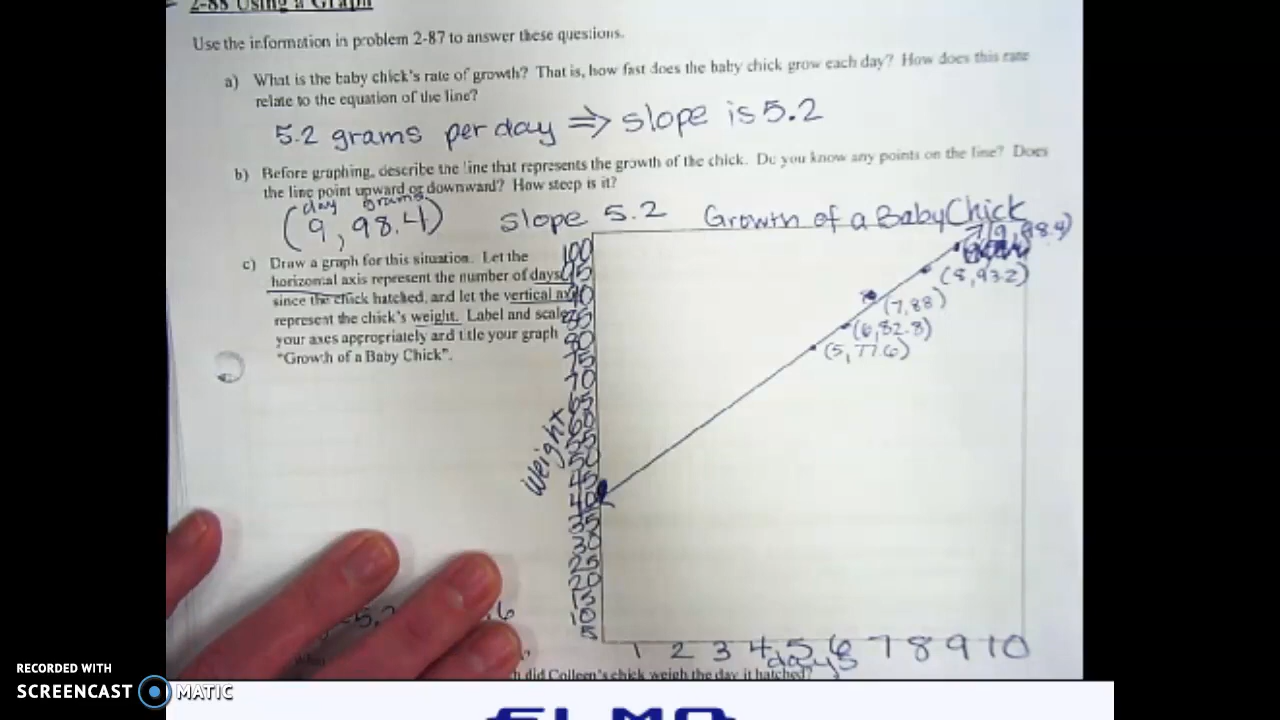 2-88 Using a Graph
Use the information in problem 2-87 to answer these questions.
a) What is the baby chick's rate of growth? That is, how fast does the baby chick grow each day? How does this rate
relate to the equation of the line?
5.2 grams per day ⇒ slope is 5.2
b) Before graphing, describe the line that represents the growth of the chick. Do you know any points on the line? Does
the line point upward or downward? How steep is it?
day grams
(9, 98.4) slope 5.2 Growth of a Baby Chick
c) Draw a graph for this situation. Let the
horizontal axis represent the number of days
since the chick hatched, and let the vertical axis
represent the chick's weight. Label and scale
your axes appropriately and title your graph
"Growth of a Baby Chick".
(9, 98.4)
(8, 93.2)
(7, 88)
(6, 82.8)
(5, 77.6)
100
95
90
85
80
75
70
65
60
55
50
45
40
35
30
25
20
15
10
5
Weight
1 2 3 4 5 6 7 8 9 10
days
did Colleen's chick weigh the day it hatched?
RECORDED WITH
SCREENCAST MATIC
ELMO